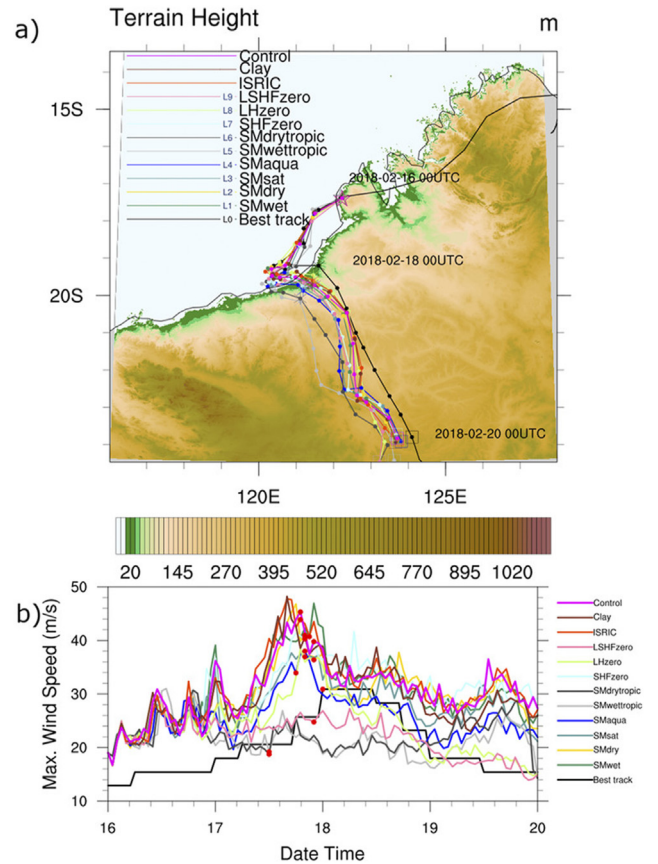 a)
Terrain Height
m
Control
Clay
ISRIC
L9 LSHFzero
L8 LHzero
L7 SHFzero
L6 SMdrytropic
L5 SMwettropic
L4 SMaqua
L3 SMsat
L2 SMdry
L1 SMwet
L0 Best track
15S
20S
2018-02-16 00UTC
2018-02-18 00UTC
2018-02-20 00UTC
120E 125E
20 145 270 395 520 645 770 895 1020
b)
Max. Wind Speed (m/s)
50
40
30
20
10
16 17 18 19 20
Date Time
Control
Clay
ISRIC
LSHFzero
LHzero
SHFzero
SMdrytropic
SMwettropic
SMaqua
SMsat
SMdry
SMwet
Best track